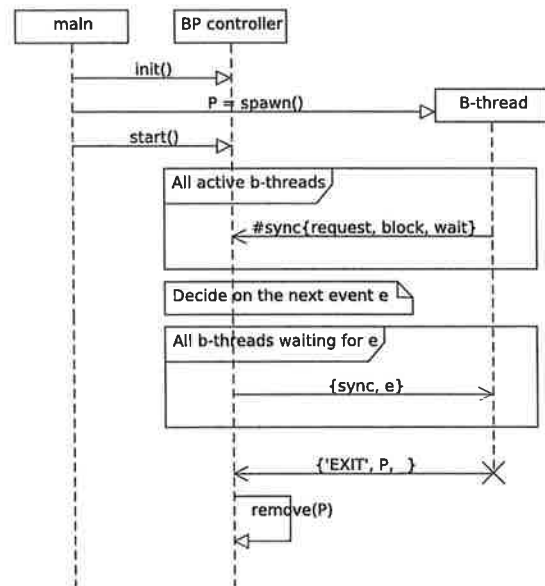 main
BP controller
init()
P = spawn()
B-thread
start()
All active b-threads
#sync{request, block, wait}
Decide on the next event e
All b-threads waiting for e
{sync, e}
{'EXIT', P, }
remove(P)